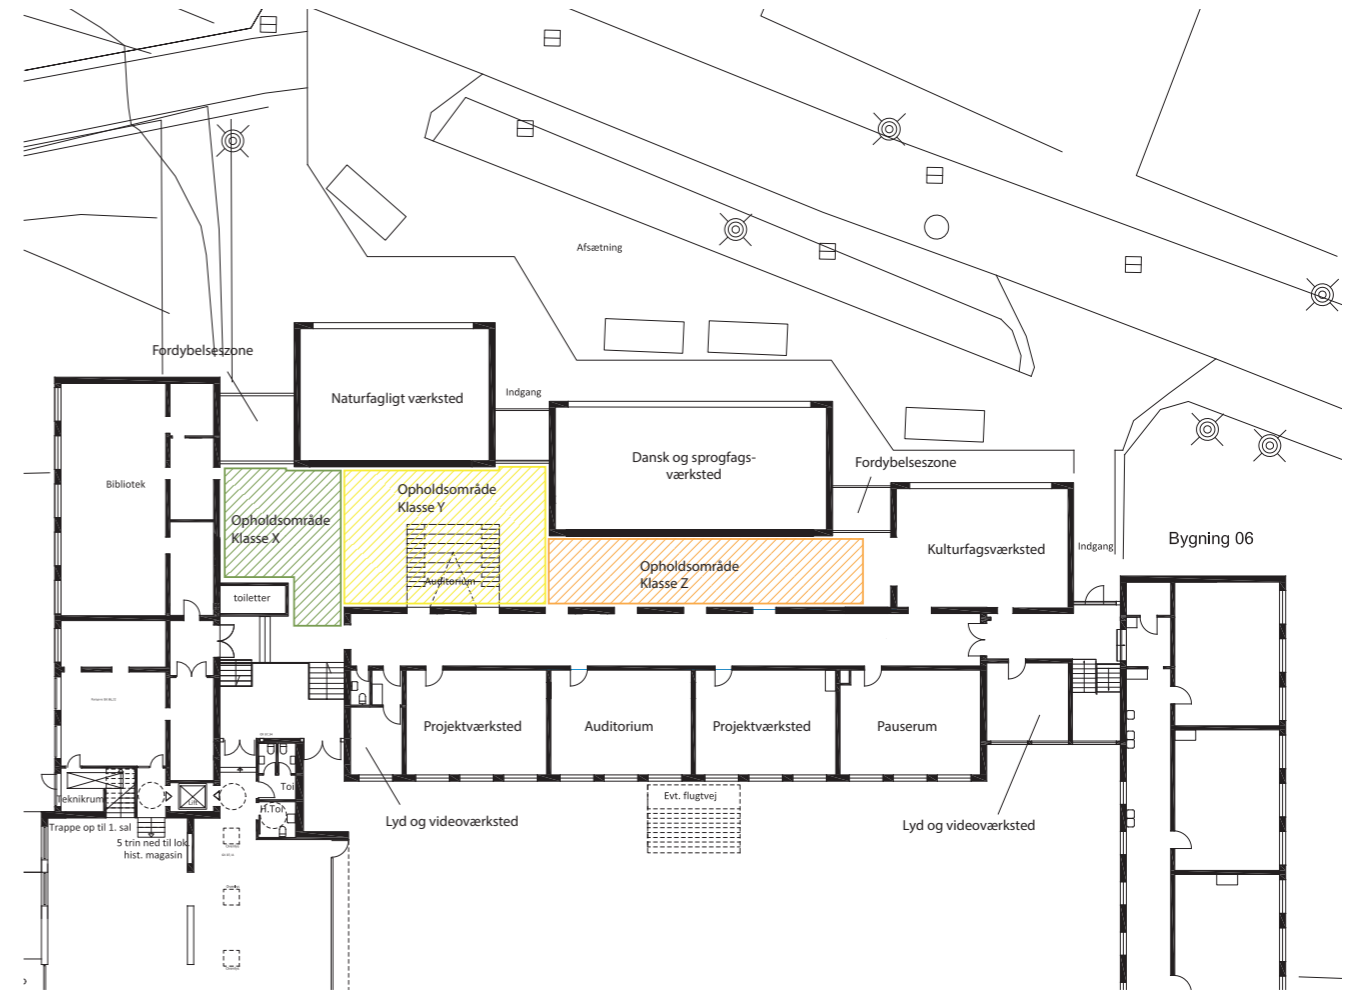 Afsætning
Fordybelseszone
Naturfagligt værksted
Indgang
Dansk og sprogfags-
værksted
Fordybelseszone
Bibliotek
Opholdsområde
Klasse Y
Opholdsområde
Klasse X
Kulturfagsværksted
Indgang
Bygning 06
Opholdsområde
Klasse Z
Auditorium
toiletter
Projektværksted
Auditorium
Projektværksted
Pauserum
Teknikrum
Lift
Toi
H.Toi
Evt. flugtvej
Lyd og videoværksted
Lyd og videoværksted
Trappe op til 1. sal
5 trin ned til lok.
hist. magasin